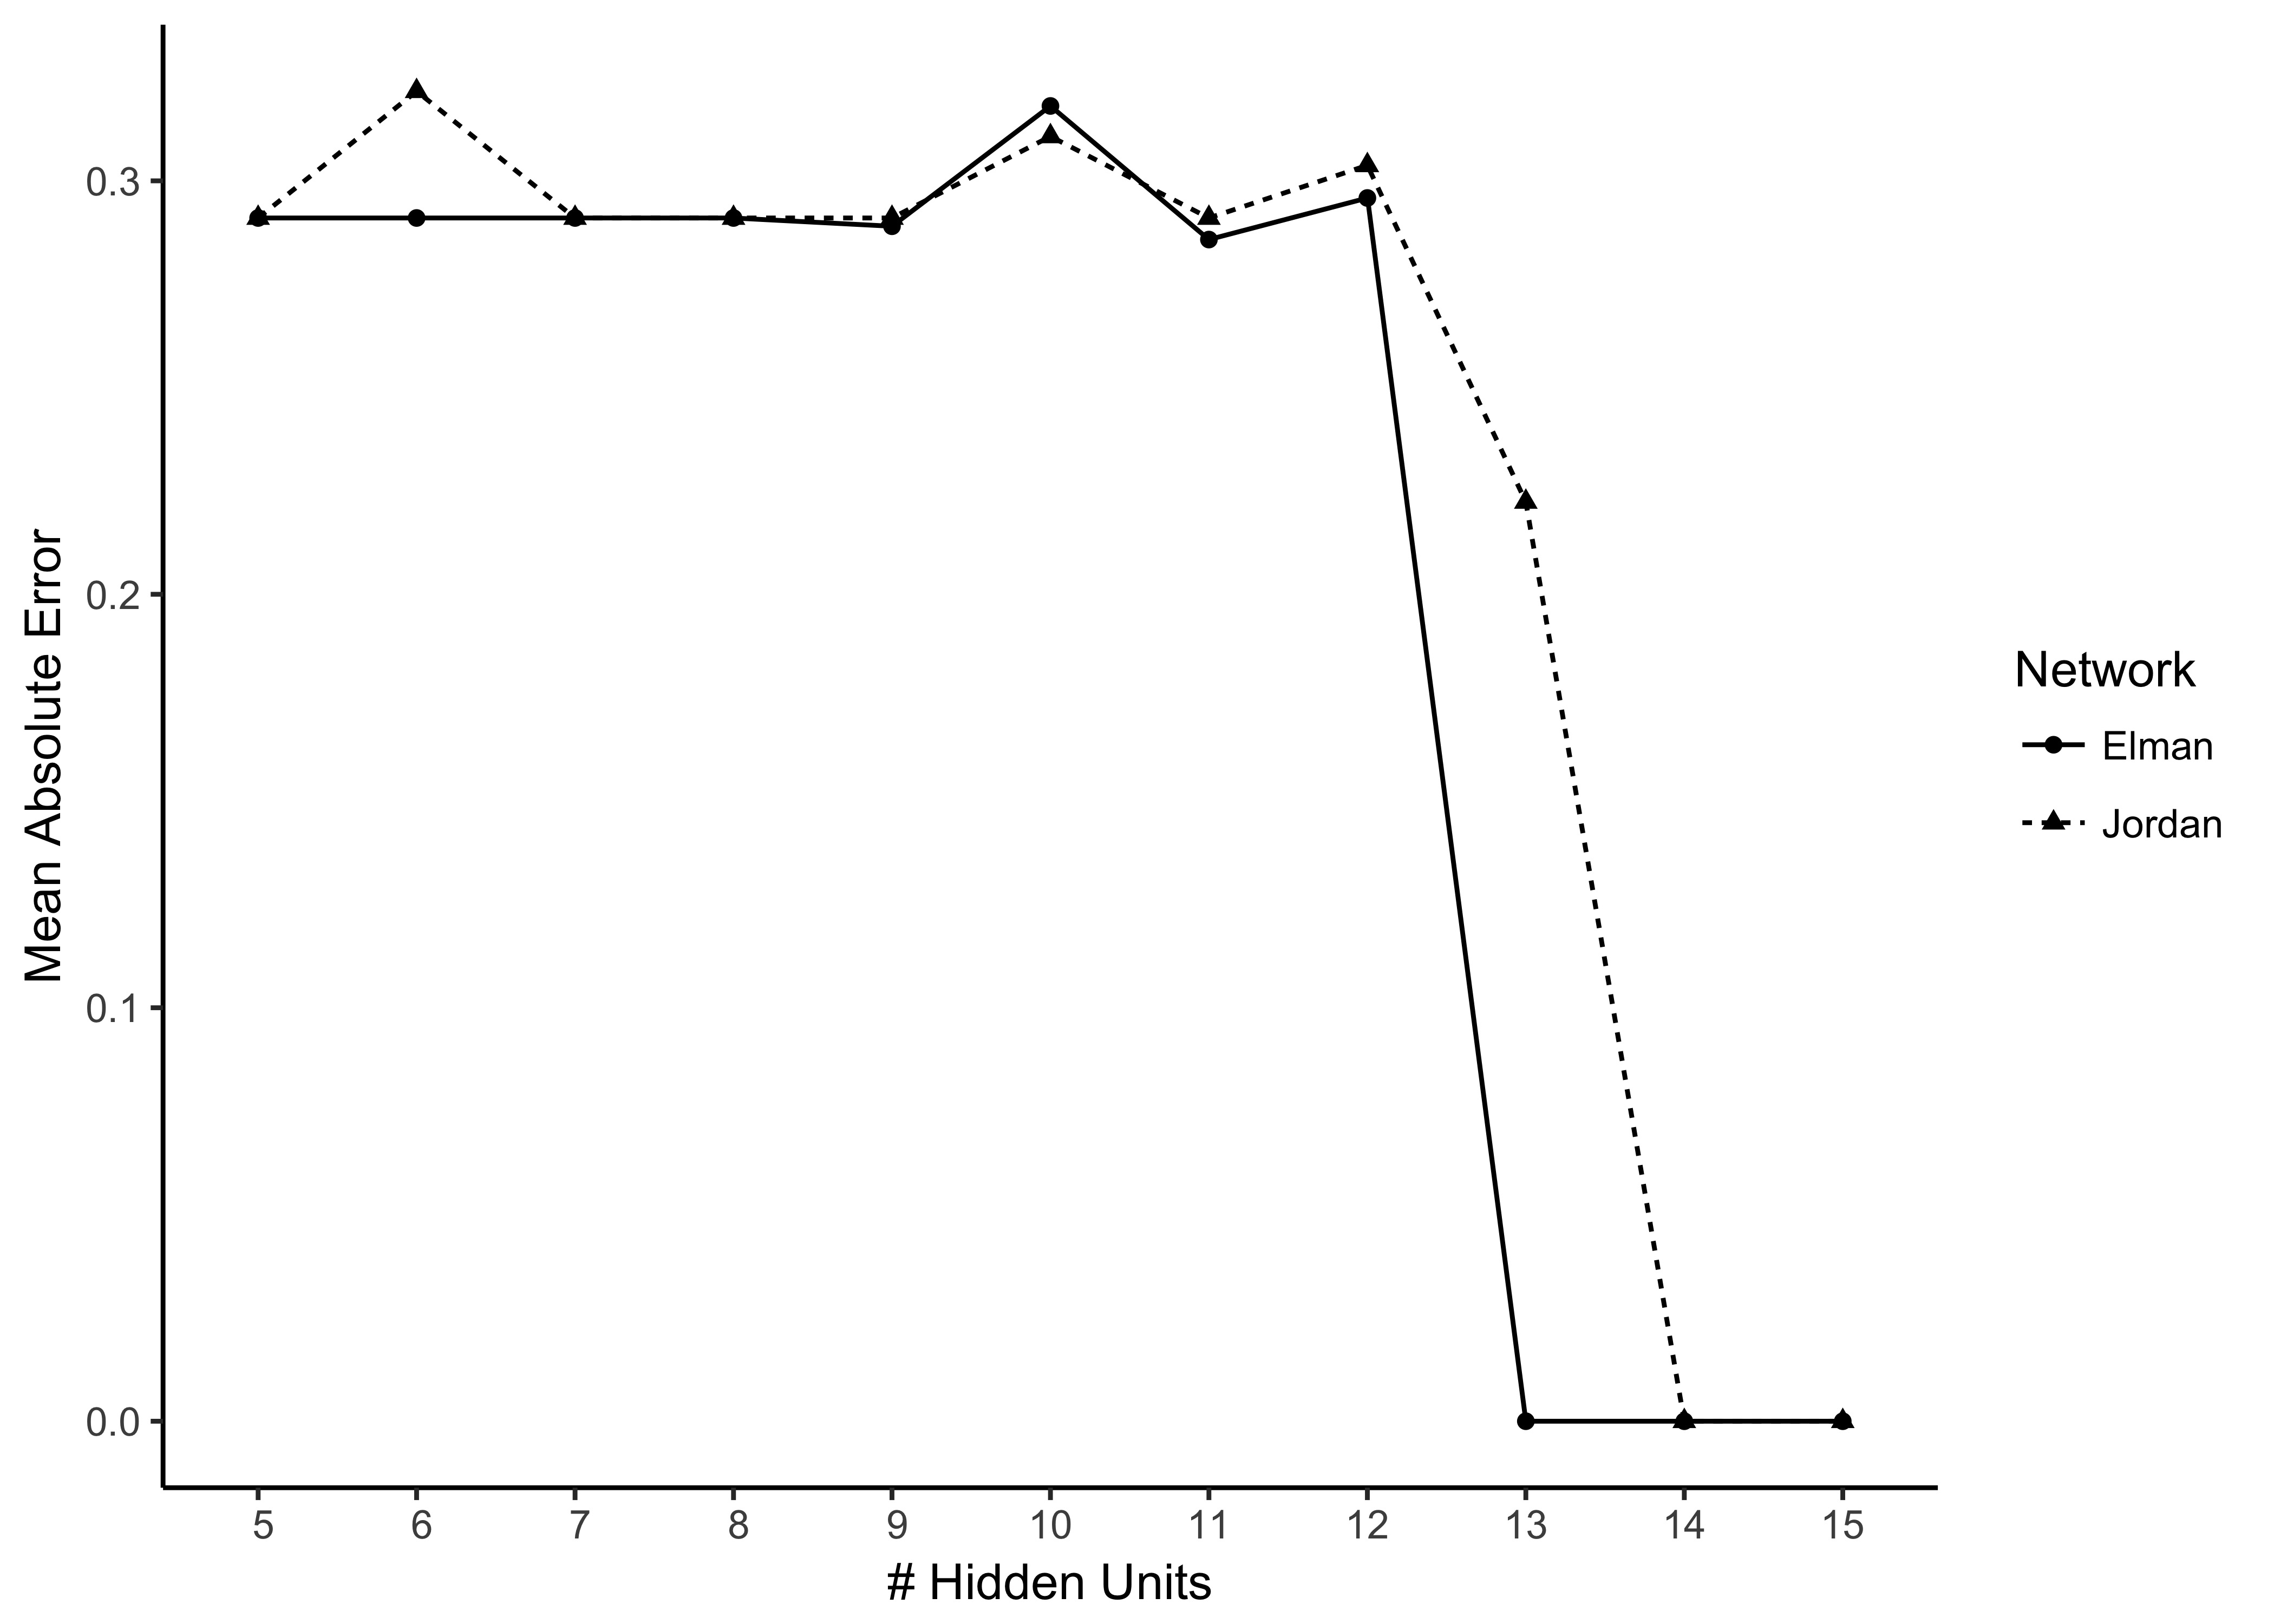 Mean Absolute Error
0.3
0.2
0.1
0.0
5 6 7 8 9 10 11 12 13 14 15
# Hidden Units
Network
Elman
Jordan